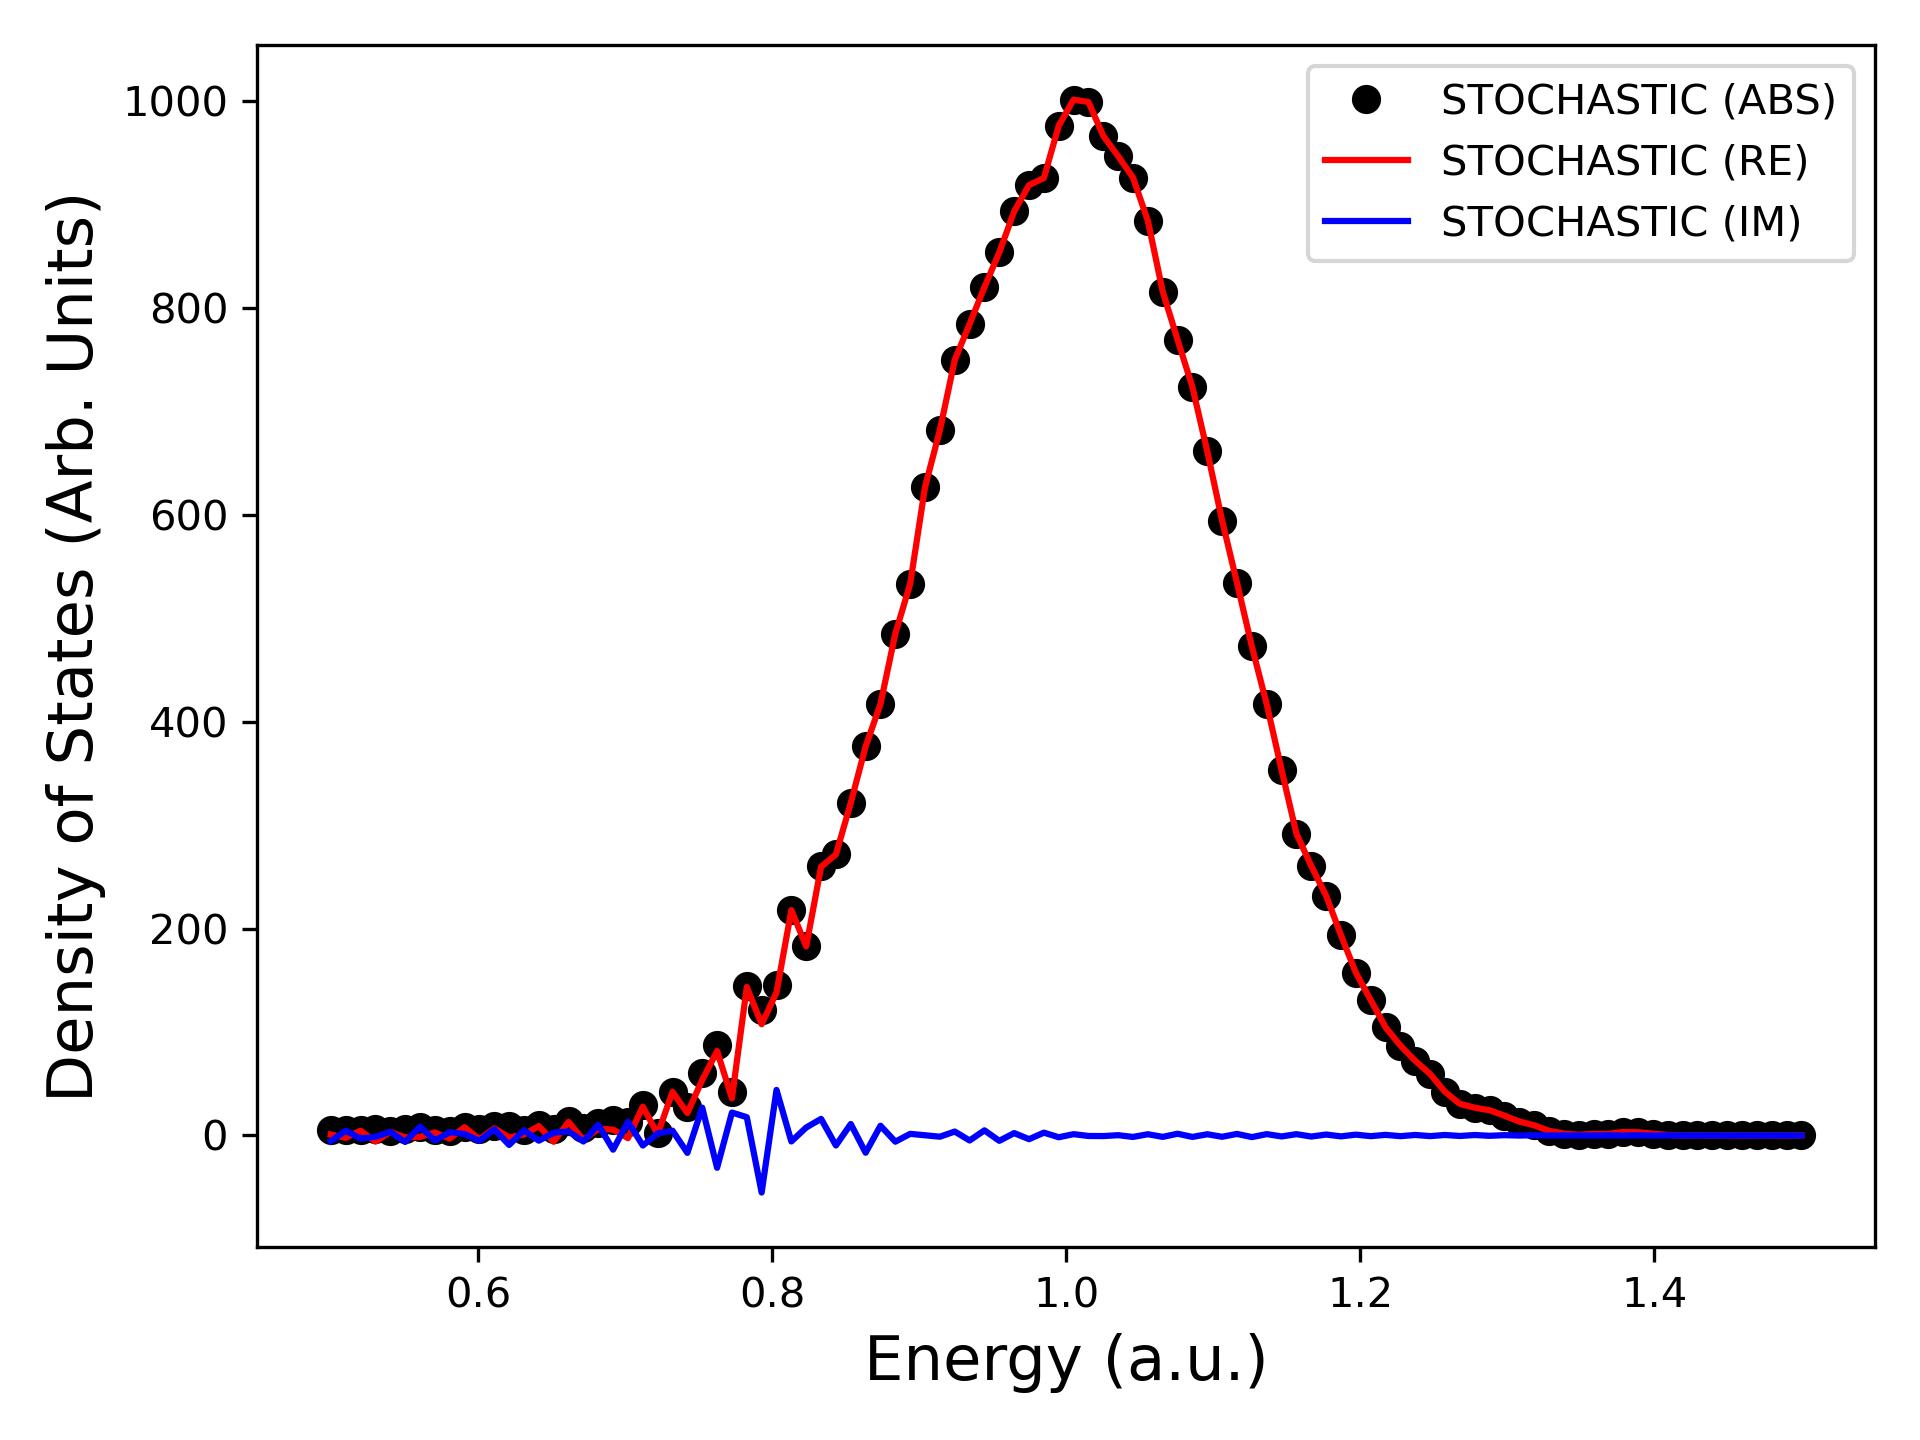 STOCHASTIC (ABS)
STOCHASTIC (RE)
STOCHASTIC (IM)
Density of States (Arb. Units)
1000
800
600
400
200
0
0.6 0.8 1.0 1.2 1.4
Energy (a.u.)